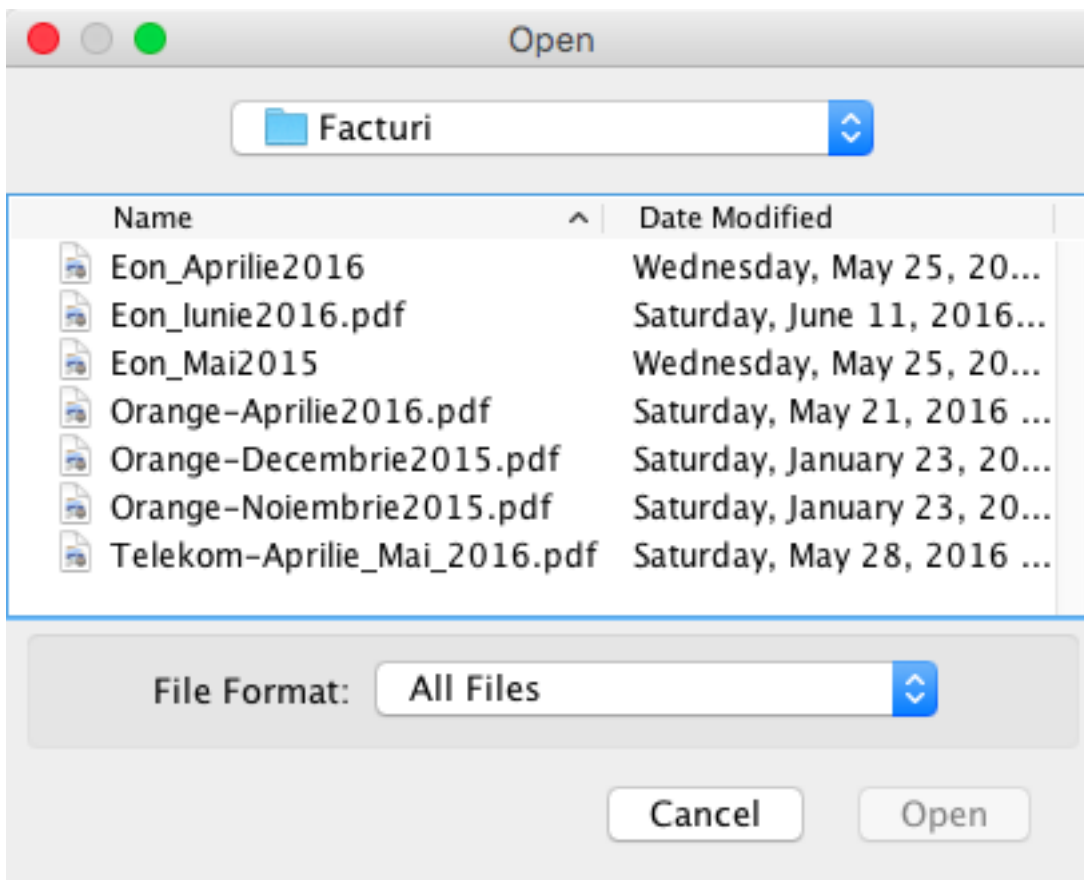 Open
Facturi
Name Date Modified
Eon_Aprilie2016 Wednesday, May 25, 20...
Eon_Iunie2016.pdf Saturday, June 11, 2016...
Eon_Mai2015 Wednesday, May 25, 20...
Orange-Aprilie2016.pdf Saturday, May 21, 2016 ...
Orange-Decembrie2015.pdf Saturday, January 23, 20...
Orange-Noiembrie2015.pdf Saturday, January 23, 20...
Telekom-Aprilie_Mai_2016.pdf Saturday, May 28, 2016 ...
File Format: All Files
Cancel Open